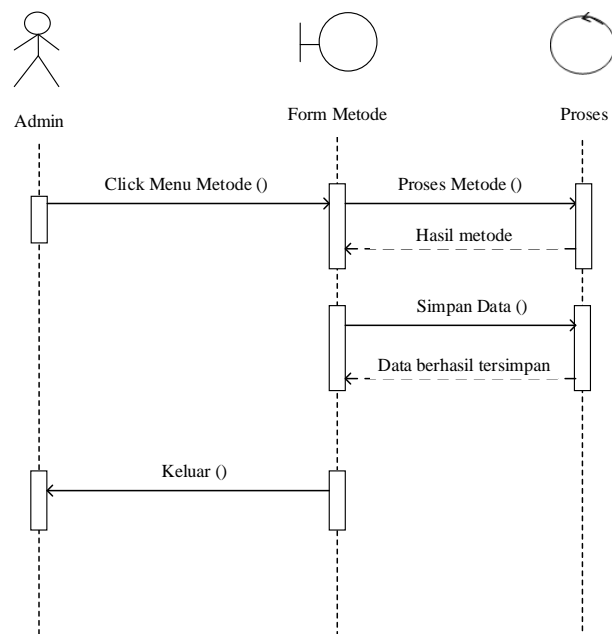 Admin
Form Metode
Proses
Click Menu Metode ()
Proses Metode ()
Hasil metode
Simpan Data ()
Data berhasil tersimpan
Keluar ()